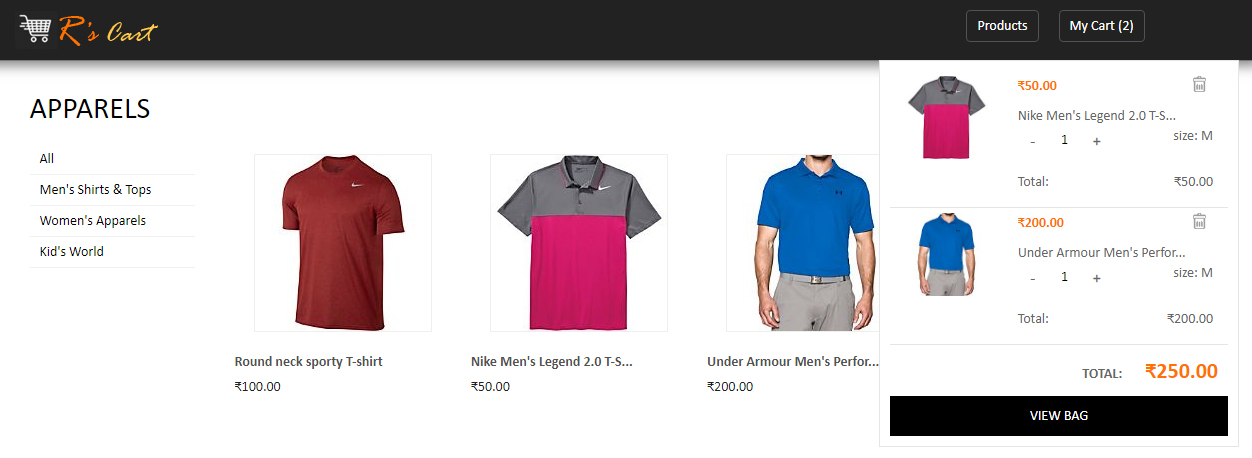 R's Cart
Products
My Cart (2)
APPARELS
All
Men's Shirts & Tops
Women's Apparels
Kid's World
Round neck sporty T-shirt
₹100.00
Nike Men's Legend 2.0 T-S...
₹50.00
Under Armour Men's Perfor...
₹200.00
₹50.00
Nike Men's Legend 2.0 T-S...
- 1 + size: M
Total: ₹50.00
₹200.00
Under Armour Men's Perfor...
- 1 + size: M
Total: ₹200.00
TOTAL: ₹250.00
VIEW BAG